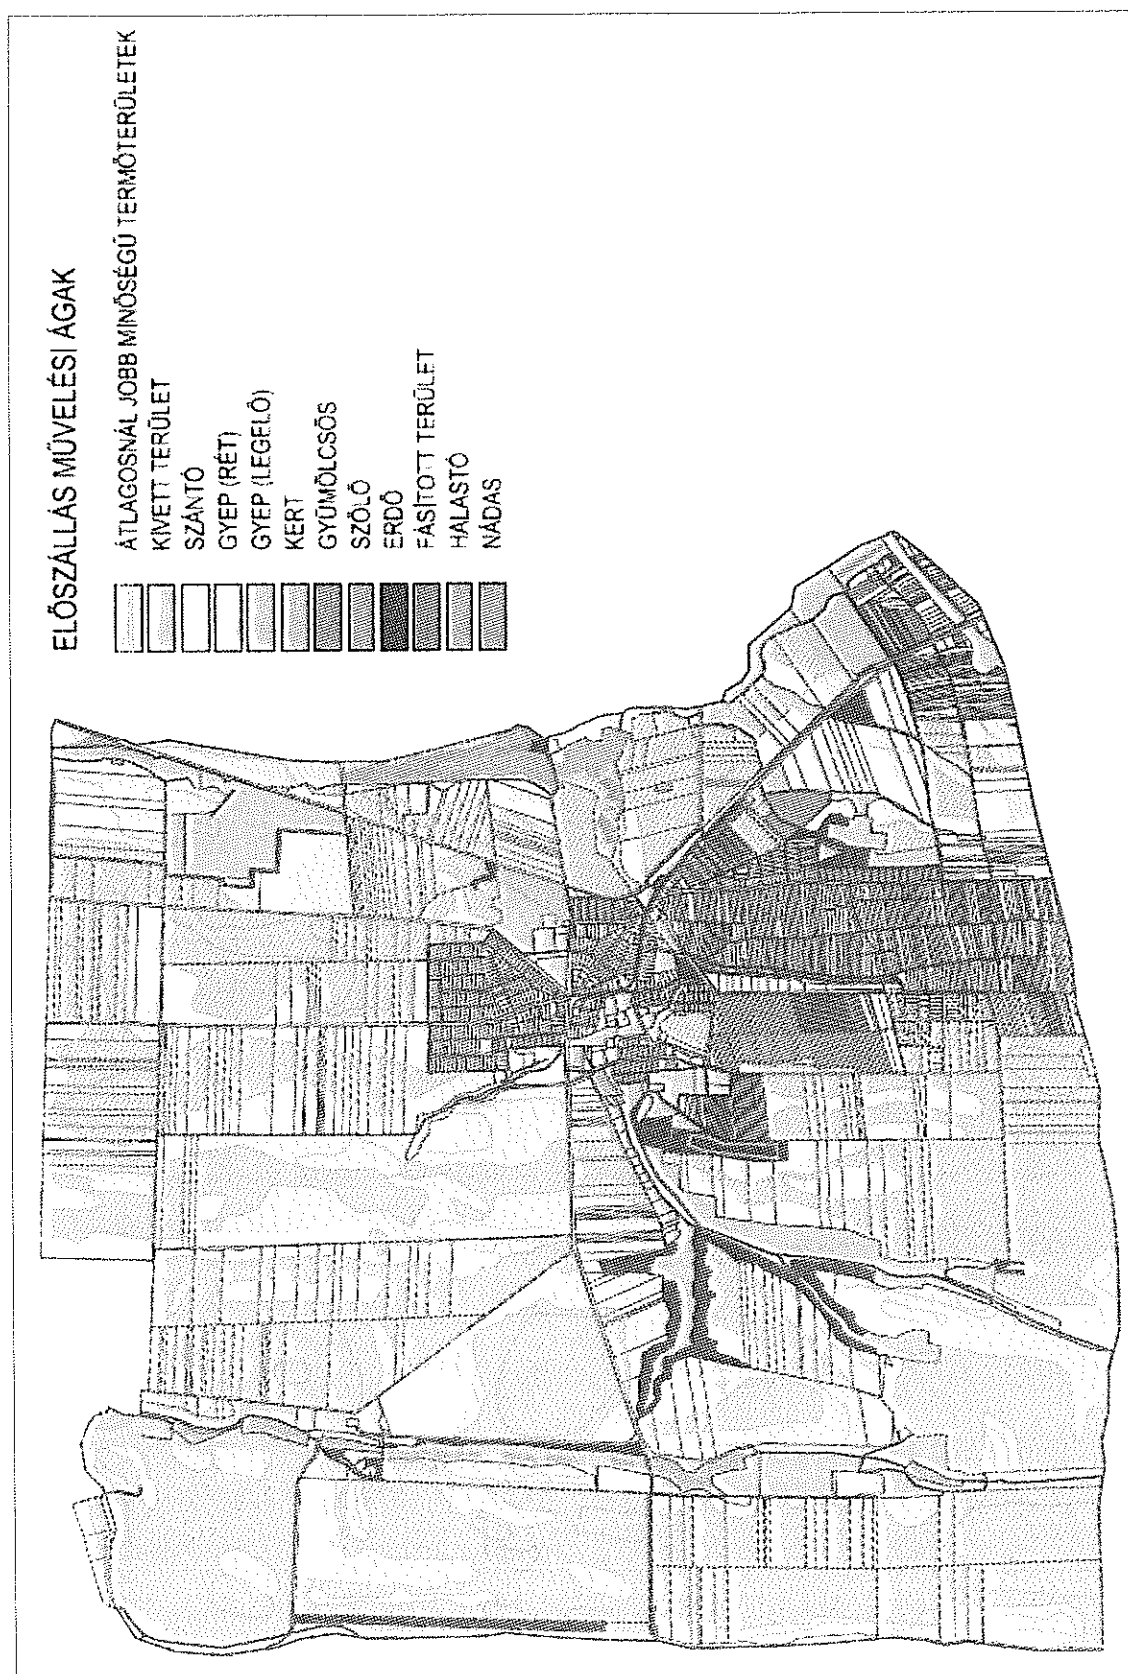 ELŐSZÁLLÁS MŰVELÉSI ÁGAK
ÁTLAGOSNÁL JOBB MINŐSÉGŰ TERMŐTERÜLETEK
KIVETT TERÜLET
SZÁNTÓ
GYEP (RÉT)
GYEP (LEGELŐ)
KERT
GYÜMÖLCSÖS
SZŐLŐ
ERDŐ
FÁSÍTOTT TERÜLET
HALASTÓ
NÁDAS